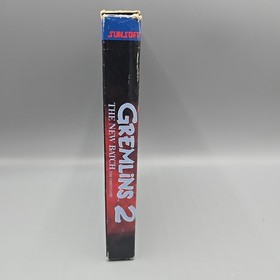 SUNSOFT
GREMLINS 2
THE NEW BATCH